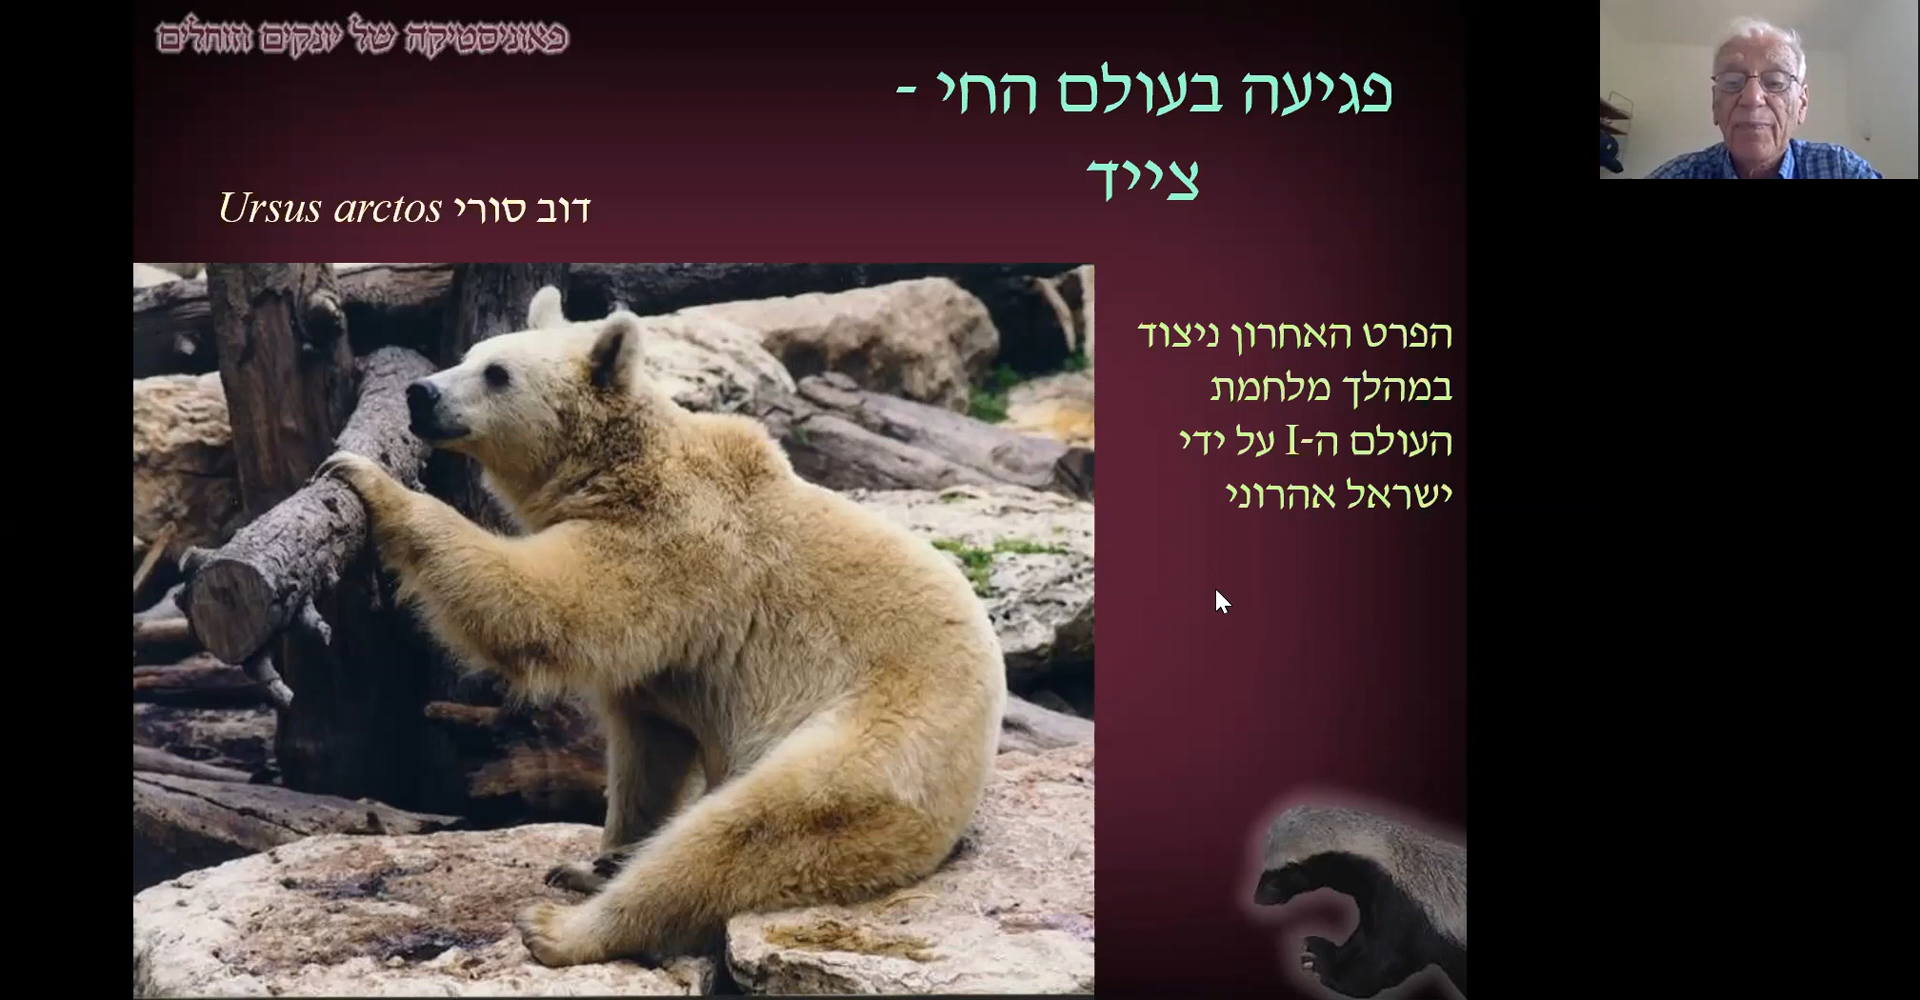 פאוניסטיקה של יונקים וזוחלים
פגיעה בעולם החי -
צייד
דוב סורי Ursus arctos
הפרט האחרון ניצוד
במהלך מלחמת
העולם ה-I על ידי
ישראל אהרוני